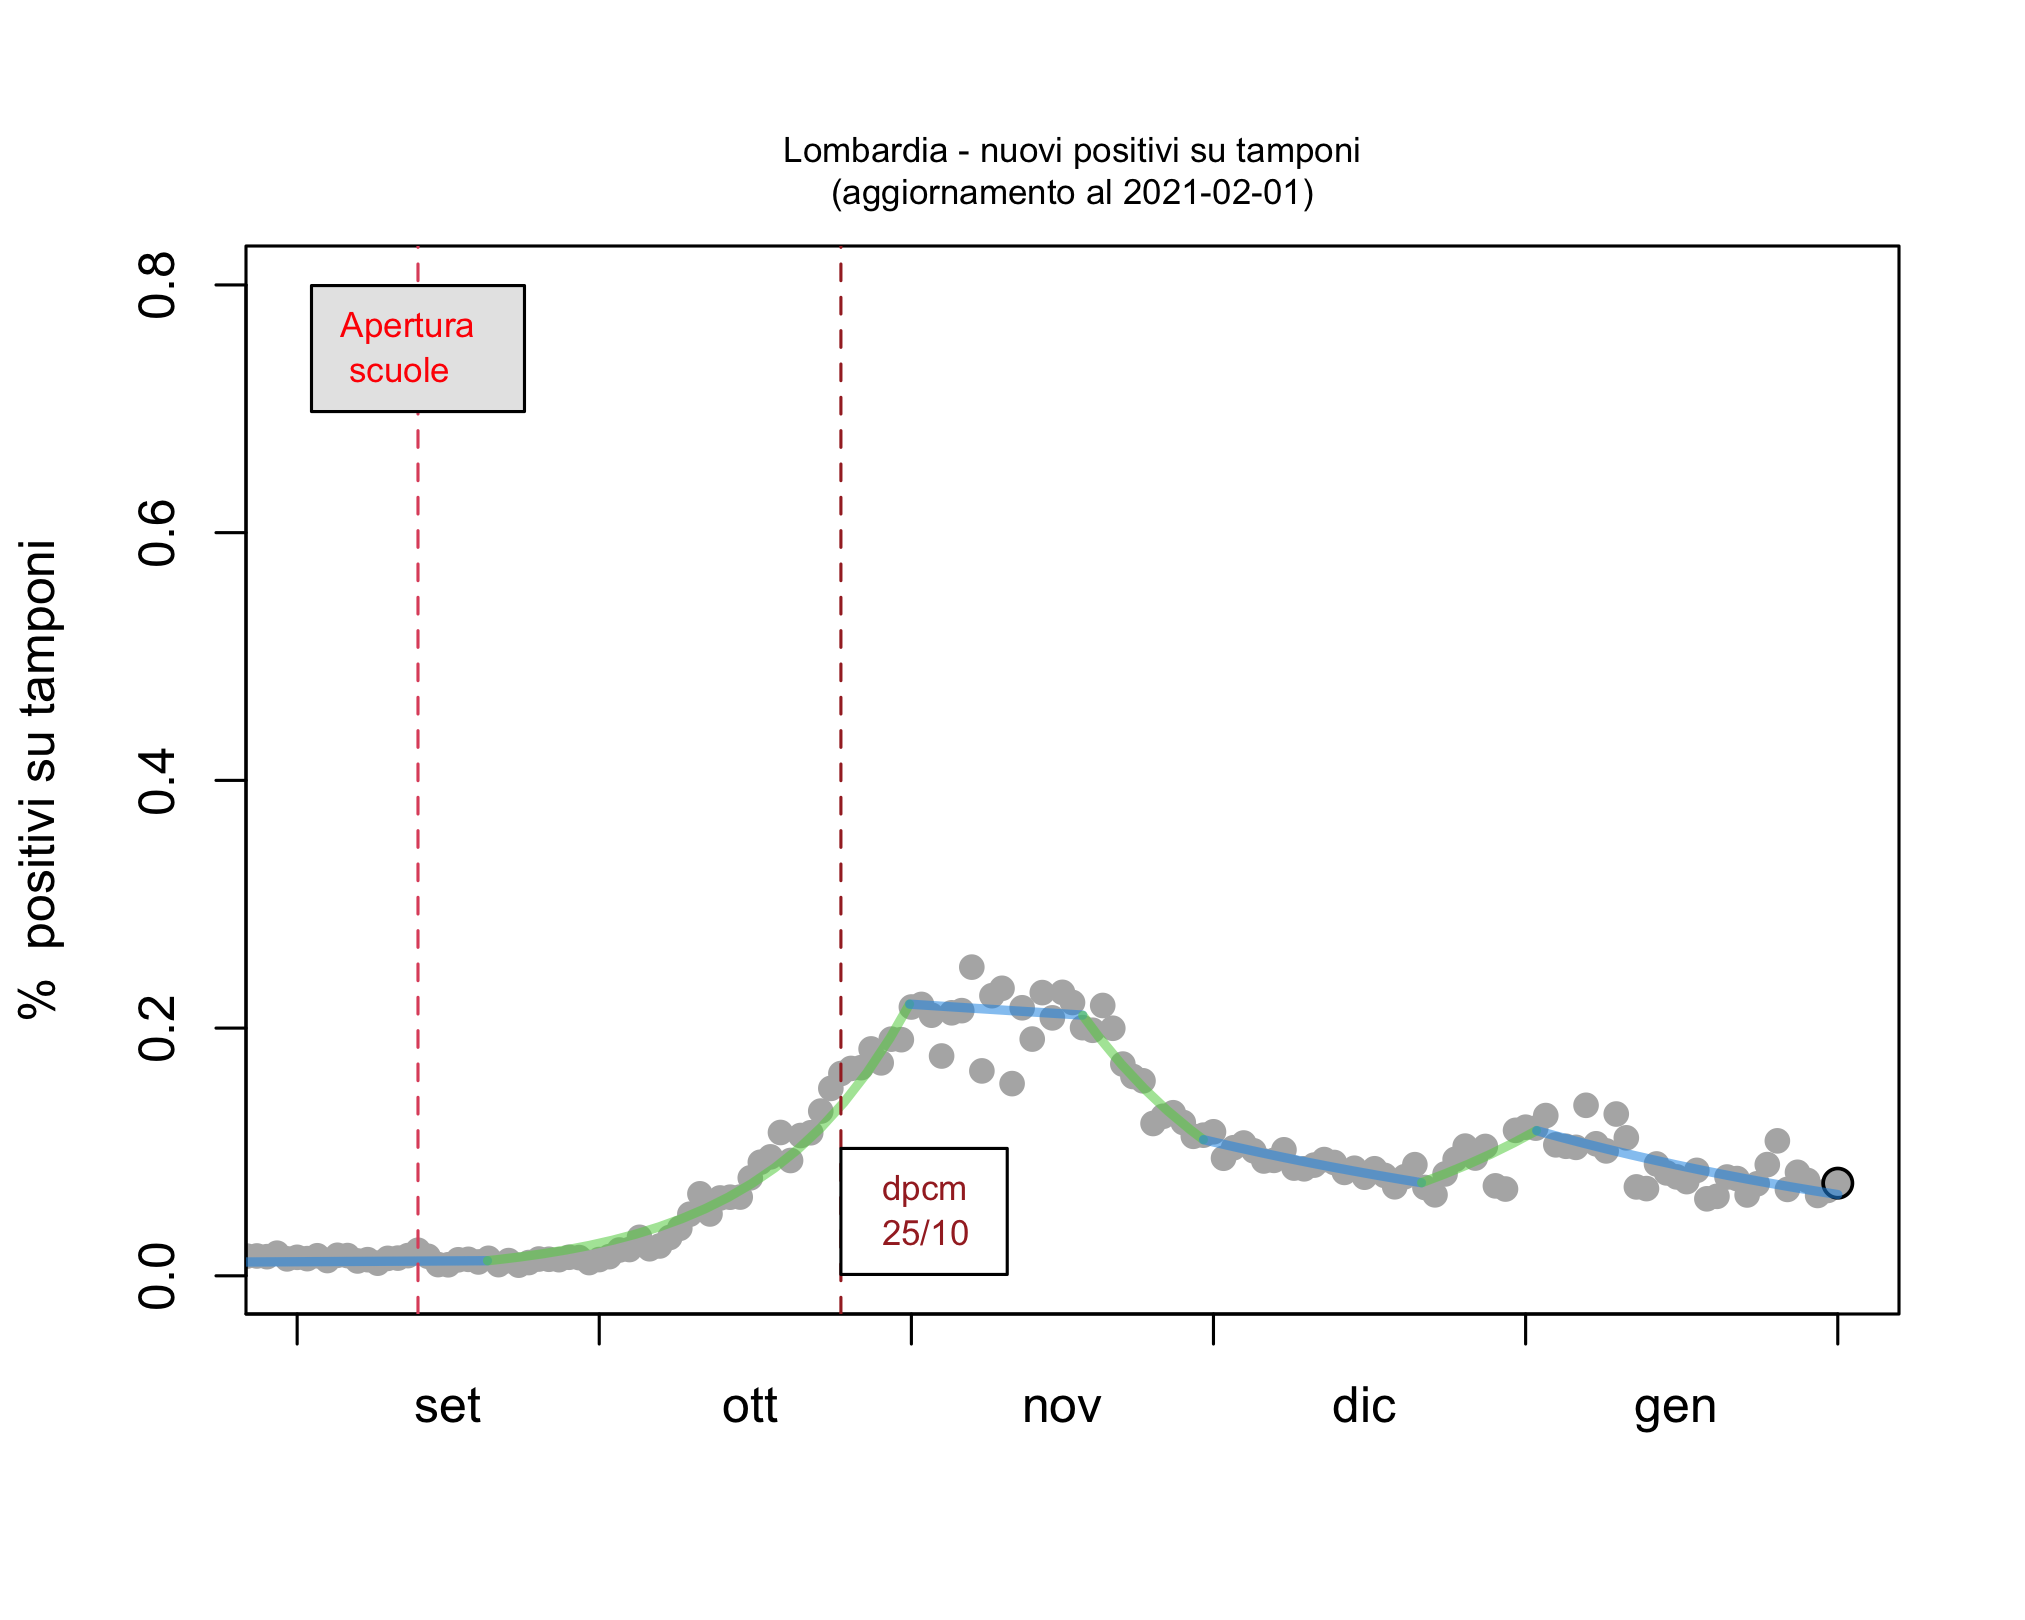 Lombardia - nuovi positivi su tamponi
(aggiornamento al 2021-02-01)
% positivi su tamponi
0.8
0.6
0.4
0.2
0.0
Apertura
scuole
dpcm
25/10
set
ott
nov
dic
gen